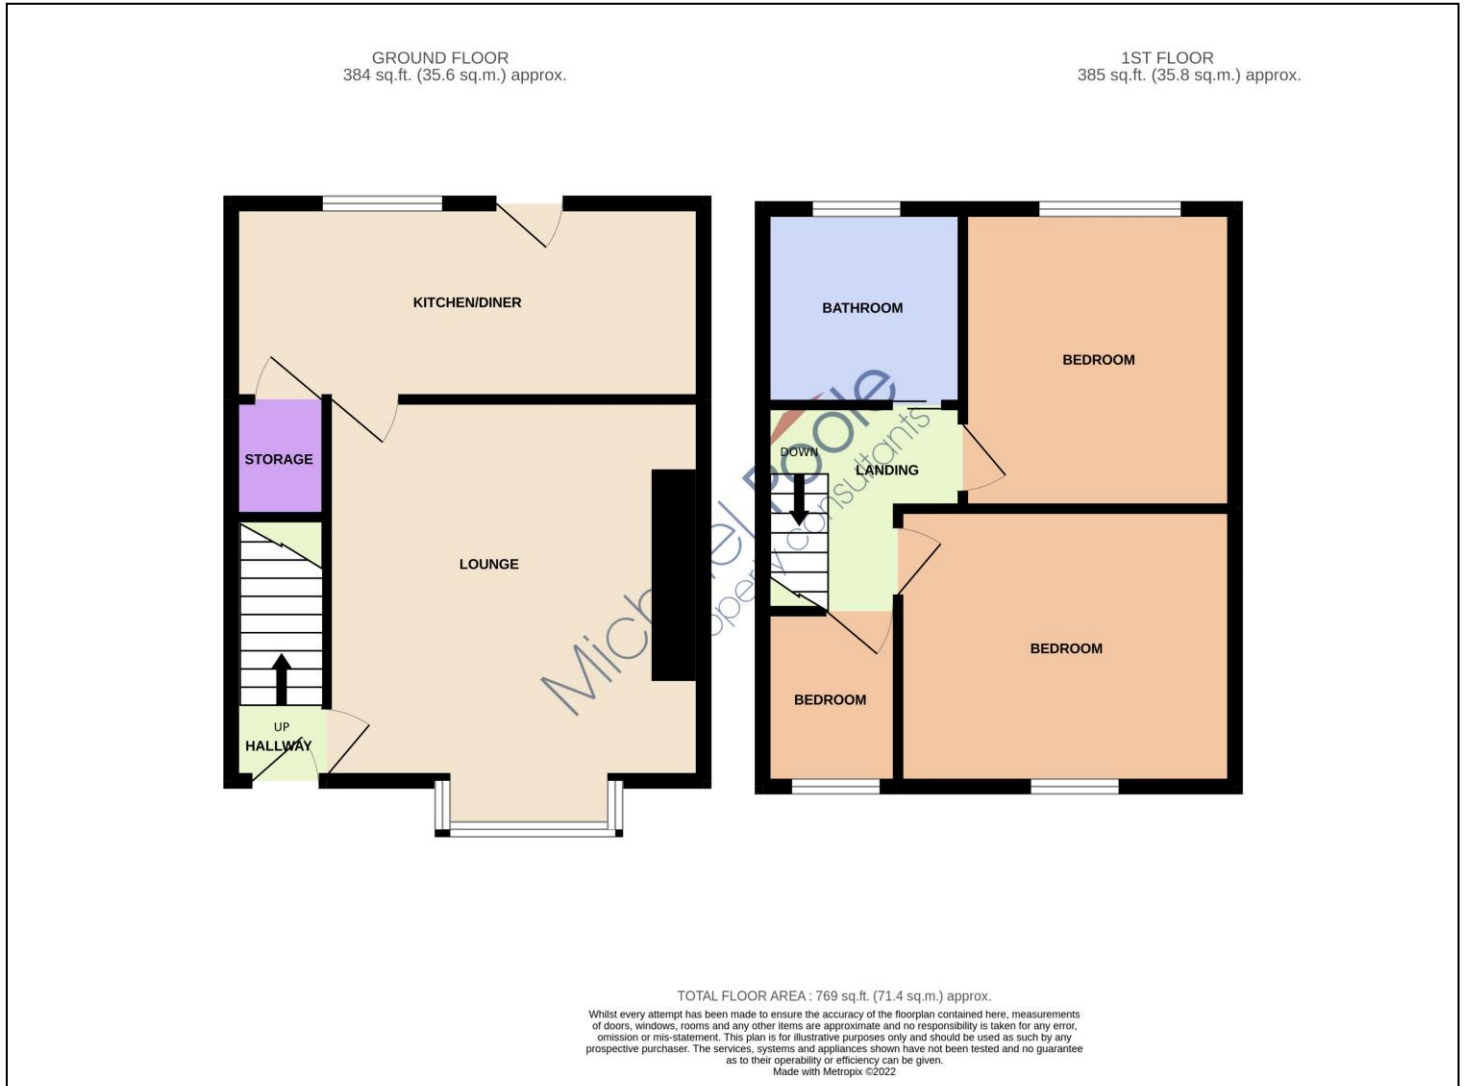 GROUND FLOOR
384 sq.ft. (35.6 sq.m.) approx.
1ST FLOOR
385 sq.ft. (35.8 sq.m.) approx.
KITCHEN/DINER
STORAGE
LOUNGE
UP
HALLWAY
BATHROOM
BEDROOM
DOWN
LANDING
BEDROOM
BEDROOM
Michael Poole
property consultants
TOTAL FLOOR AREA : 769 sq.ft. (71.4 sq.m.) approx.
Whilst every attempt has been made to ensure the accuracy of the floorplan contained here, measurements
of doors, windows, rooms and any other items are approximate and no responsibility is taken for any error,
omission or mis-statement. This plan is for illustrative purposes only and should be used as such by any
prospective purchaser. The services, systems and appliances shown have not been tested and no guarantee
as to their operability or efficiency can be given.
Made with Metropix ©2022